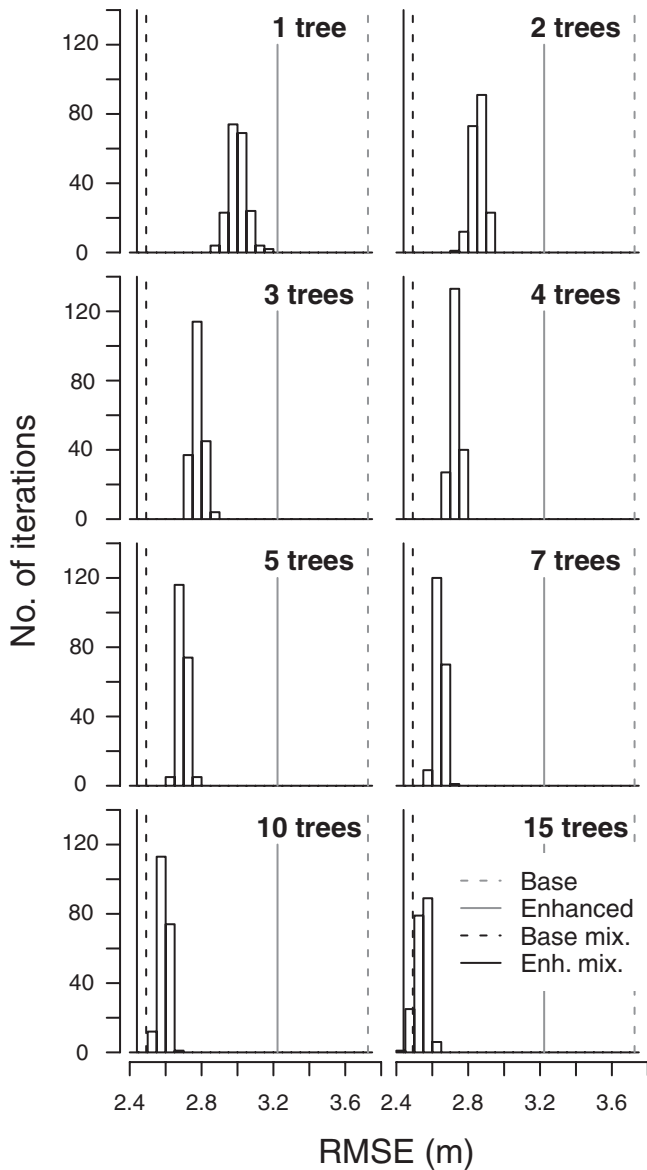 1 tree
2 trees
0 40 80 120
3 trees
4 trees
0 40 80 120
5 trees
7 trees
0 40 80 120
10 trees
15 trees
0 40 80 120
Base
Enhanced
Base mix.
Enh. mix.
2.4 2.8 3.2 3.6
2.4 2.8 3.2 3.6
No. of iterations
RMSE (m)